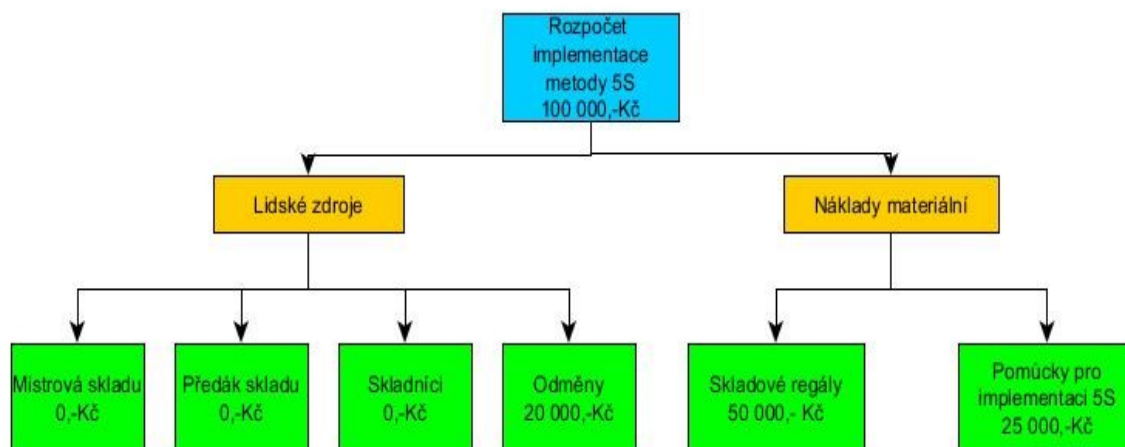 Rozpočet
implementace
metody 5S
100 000,-Kč
Lidské zdroje
Náklady materiální
Mistrová skladu
0,-Kč
Předák skladu
0,-Kč
Skladníci
0,-Kč
Odměny
20 000,-Kč
Skladové regály
50 000,- Kč
Pomůcky pro
implementaci 5S
25 000,-Kč